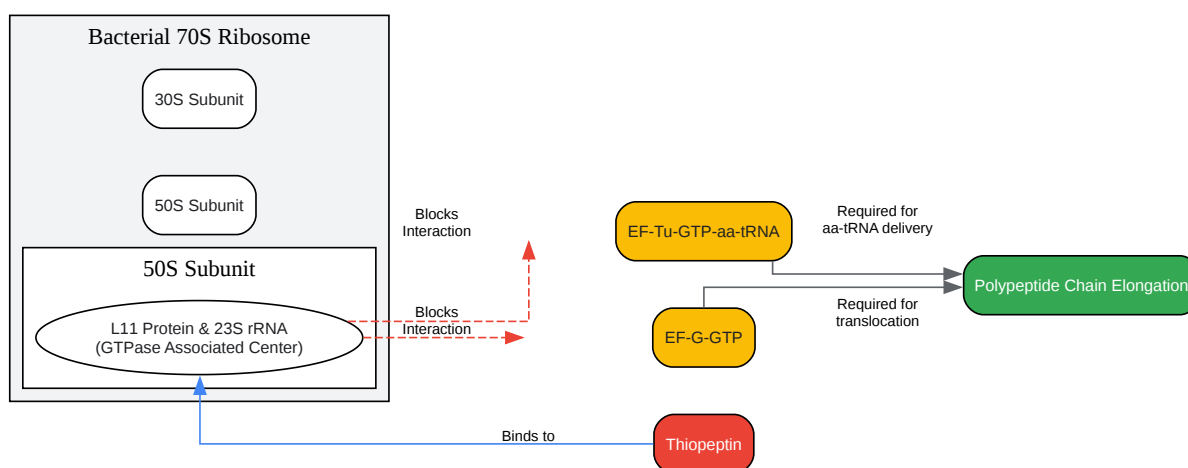 Bacterial 70S Ribosome
30S Subunit
50S Subunit
50S Subunit
L11 Protein & 23S rRNA
(GTPase Associated Center)
Blocks
Interaction
Blocks
Interaction
EF-Tu-GTP-aa-tRNA
Required for
aa-tRNA delivery
Polypeptide Chain Elongation
Required for
translocation
EF-G-GTP
Binds to
Thiopeptin